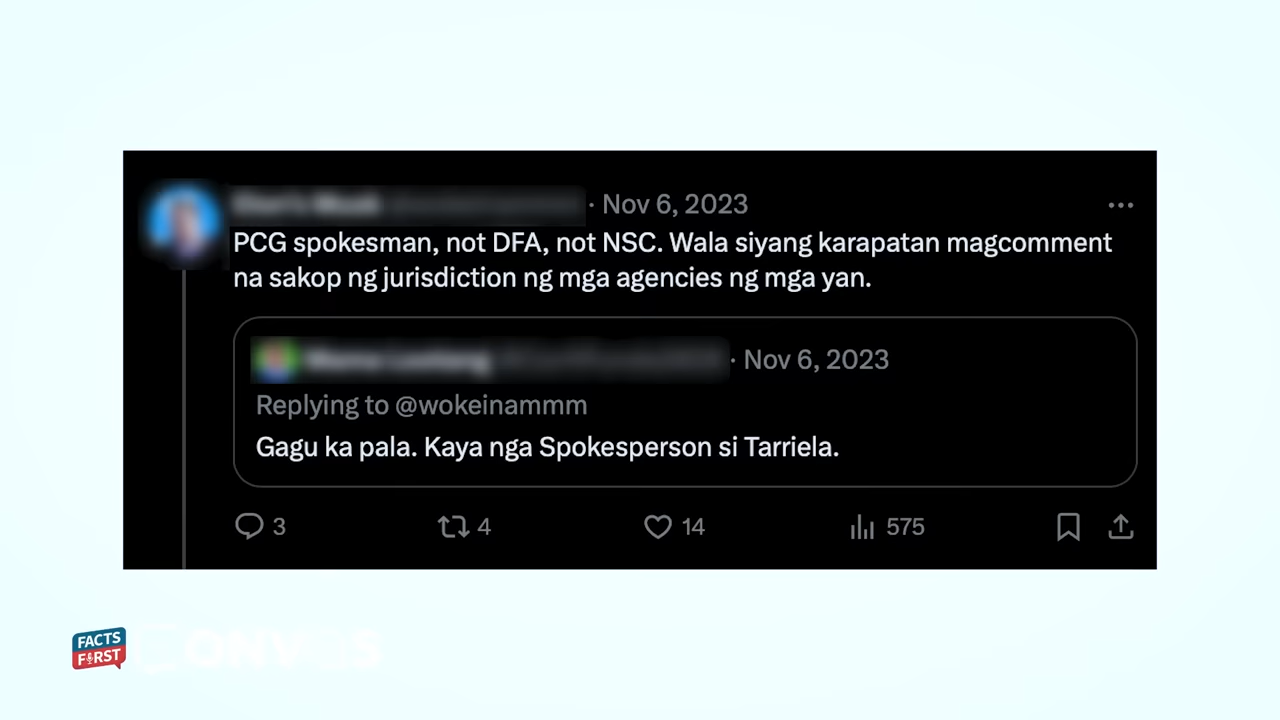 · Nov 6, 2023
PCG spokesman, not DFA, not NSC. Wala siyang karapatan magcomment
na sakop ng jurisdiction ng mga agencies ng mga yan.
· Nov 6, 2023
Replying to @wokeinammm
Gagu ka pala. Kaya nga Spokesperson si Tarriela.
3 4 14 575
FACTS
FIRST
CONVOS